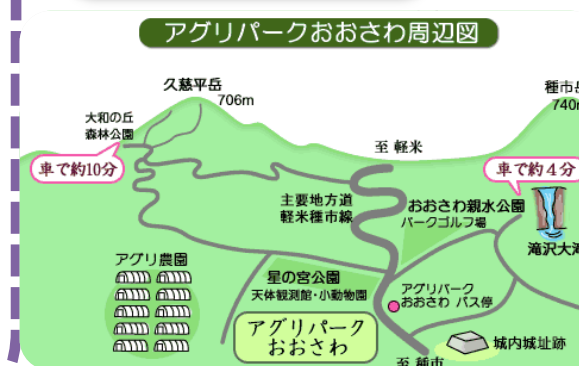 アグリパークおおさわ周辺図
久慈平岳
706m
種市
740m
大和の丘
森林公園
至 軽米
車で約10分
車で約4分
主要地方道
軽米種市線
おおさわ親水公園
パークゴルフ場
滝沢大
アグリ農園
星の宮公園
天体観測館・小動物園
アグリパーク
おおさわ バス停
アグリパーク
おおさわ
城内城址跡
至 種市